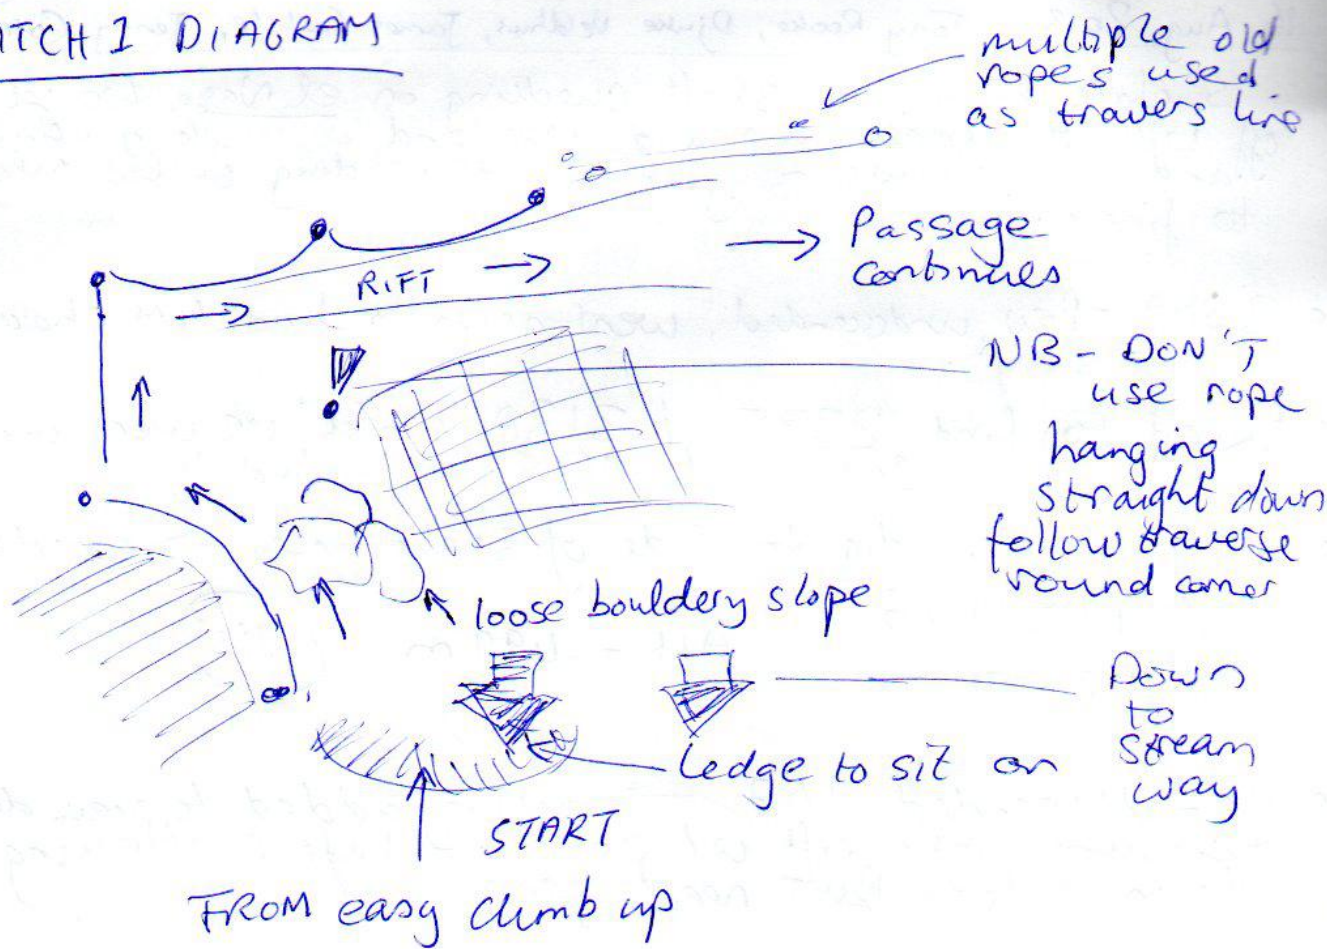 ITCH 1 DIAGRAM
multiple old
ropes used
as travers line
Passage
continues
RIFT
NB - DON'T
use rope
hanging
straight down
follow traverse
round corner
loose bouldery slope
Down
to
stream
way
Ledge to sit on
START
FROM easy climb up